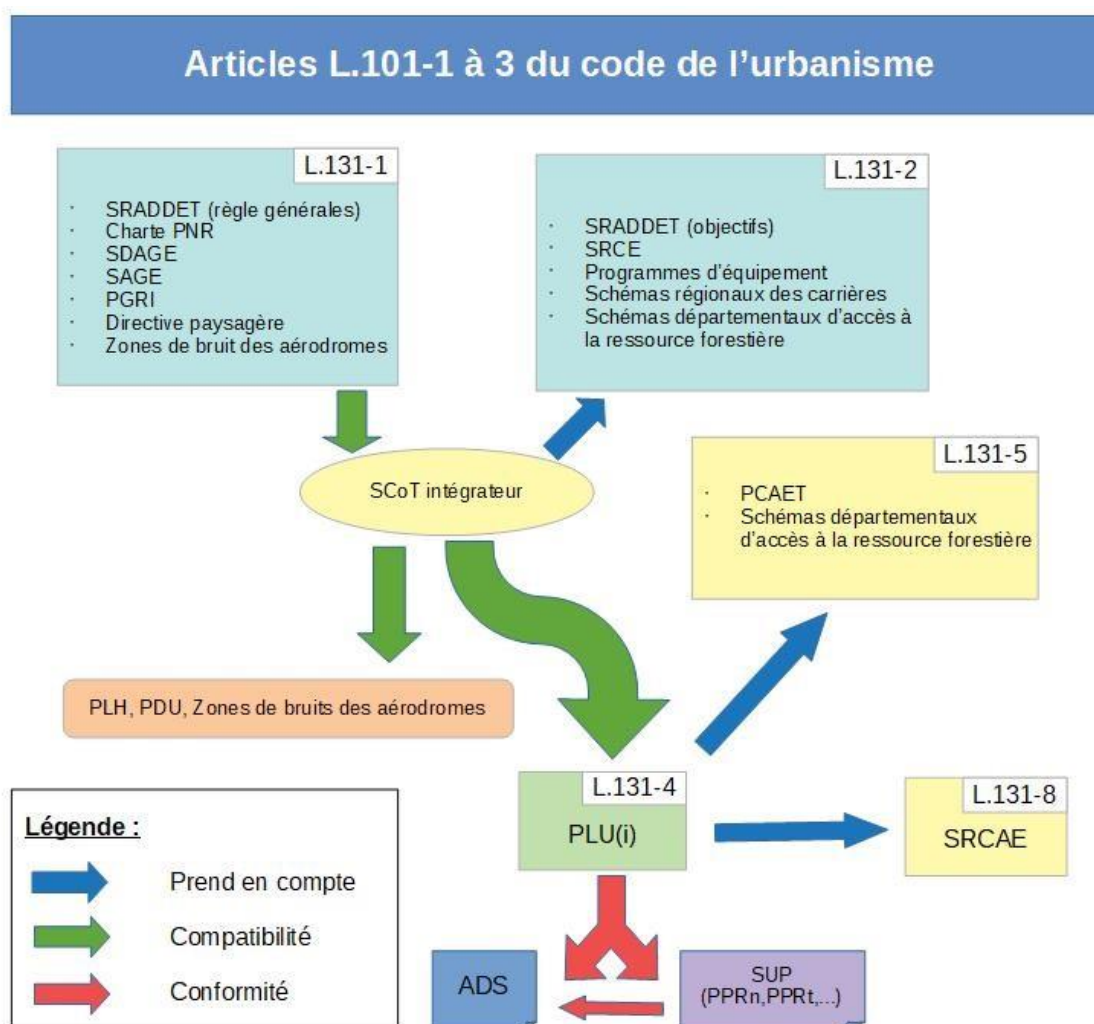 Articles L.101-1 à 3 du code de l’urbanisme
L.131-1
· SRADDET (règle générales)
· Charte PNR
· SDAGE
· SAGE
· PGRI
· Directive paysagère
· Zones de bruit des aérodromes
L.131-2
· SRADDET (objectifs)
· SRCE
· Programmes d’équipement
· Schémas régionaux des carrières
· Schémas départementaux d’accès à
la ressource forestière
SCoT intégrateur
L.131-5
· PCAET
· Schémas départementaux
d’accès à la ressource forestière
PLH, PDU, Zones de bruits des aérodromes
L.131-4
PLU(i)
L.131-8
SRCAE
Légende :
Prend en compte
Compatibilité
Conformité
ADS
SUP
(PPRn,PPRt,...)